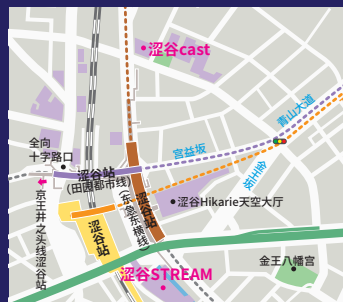 涩谷cast
青山大道
宫益坂
全向
十字路口
涩谷站
(田园都市线)
涩谷站
(东急东横线)
金王坂
京王井之头线涩谷站
涩谷站
涩谷Hikarie天空大厅
涩谷STREAM
金王八幡宫